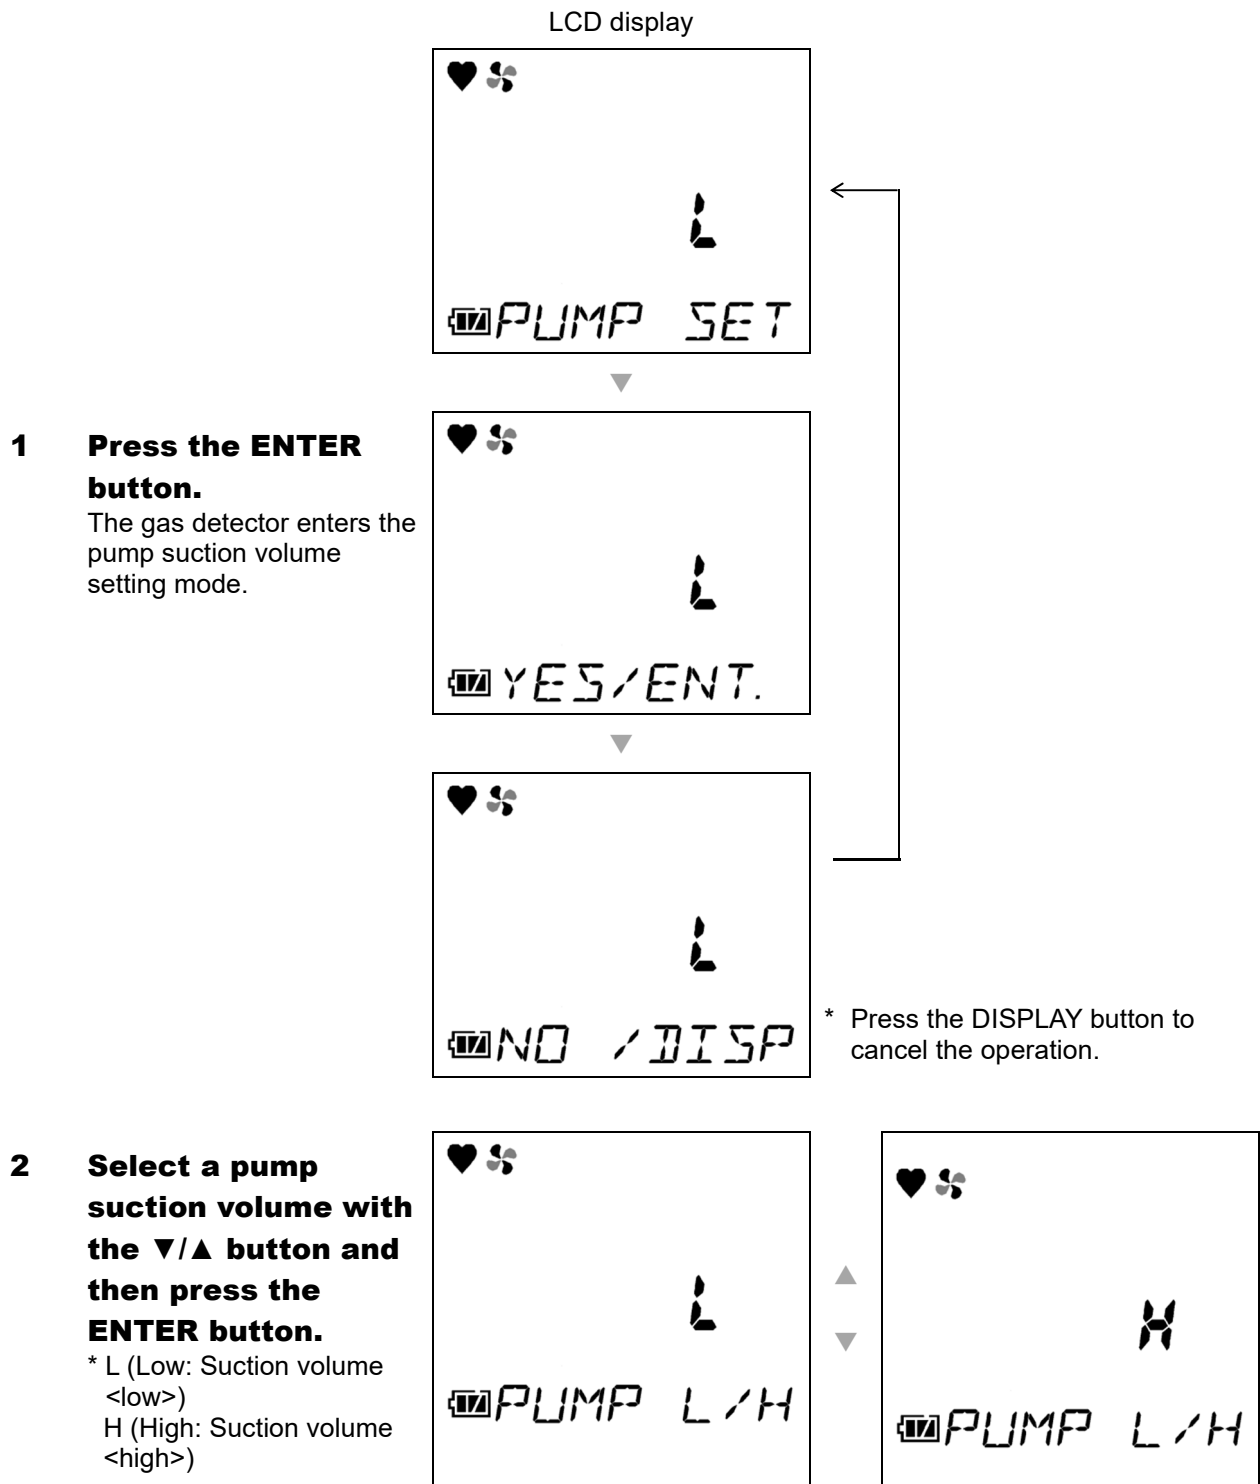 LCD display
L
PUMP SET
1 Press the ENTER
button.
The gas detector enters the
pump suction volume
setting mode.
L
YES/ENT.
L
NO /DISP
* Press the DISPLAY button to
cancel the operation.
2 Select a pump
suction volume with
the ▼/▲ button and
then press the
ENTER button.
* L (Low: Suction volume
<low>)
H (High: Suction volume
<high>)
L
PUMP L/H
H
PUMP L/H